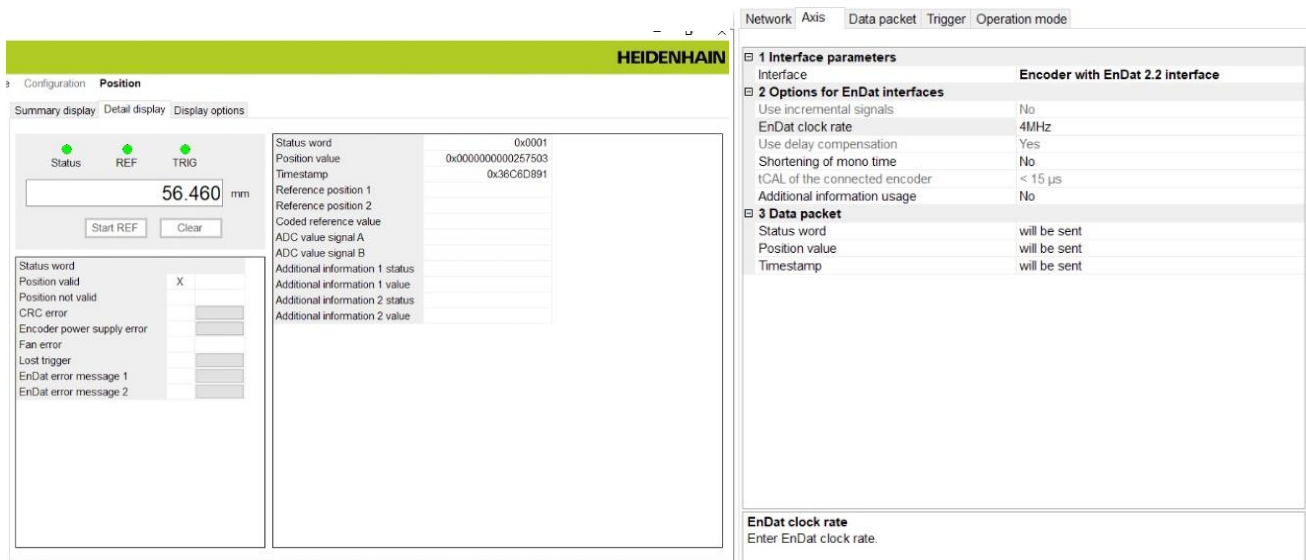 HEIDENHAIN
Configuration Position
Summary display Detail display Display options
Status REF TRIG
56.460 mm
Start REF Clear
Status word
Position valid X
Position not valid
CRC error
Encoder power supply error
Fan error
Lost trigger
EnDat error message 1
EnDat error message 2
Status word 0x0001
Position value 0x0000000000257503
Timestamp 0x36C6D891
Reference position 1
Reference position 2
Coded reference value
ADC value signal A
ADC value signal B
Additional information 1 status
Additional information 1 value
Additional information 2 status
Additional information 2 value
Network Axis Data packet Trigger Operation mode
1 Interface parameters
Interface Encoder with EnDat 2.2 interface
2 Options for EnDat interfaces
Use incremental signals No
EnDat clock rate 4MHz
Use delay compensation Yes
Shortening of mono time No
tCAL of the connected encoder < 15 µs
Additional information usage No
3 Data packet
Status word will be sent
Position value will be sent
Timestamp will be sent
EnDat clock rate
Enter EnDat clock rate.